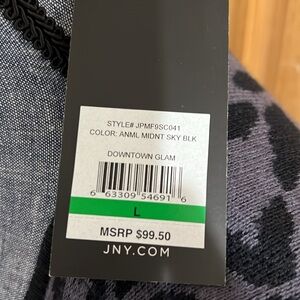 STYLE# JPMF9SC041
COLOR: ANML MIDNT SKY BLK
DOWNTOWN GLAM
6 63309 54691 6
L
MSRP $99.50
JNY.COM